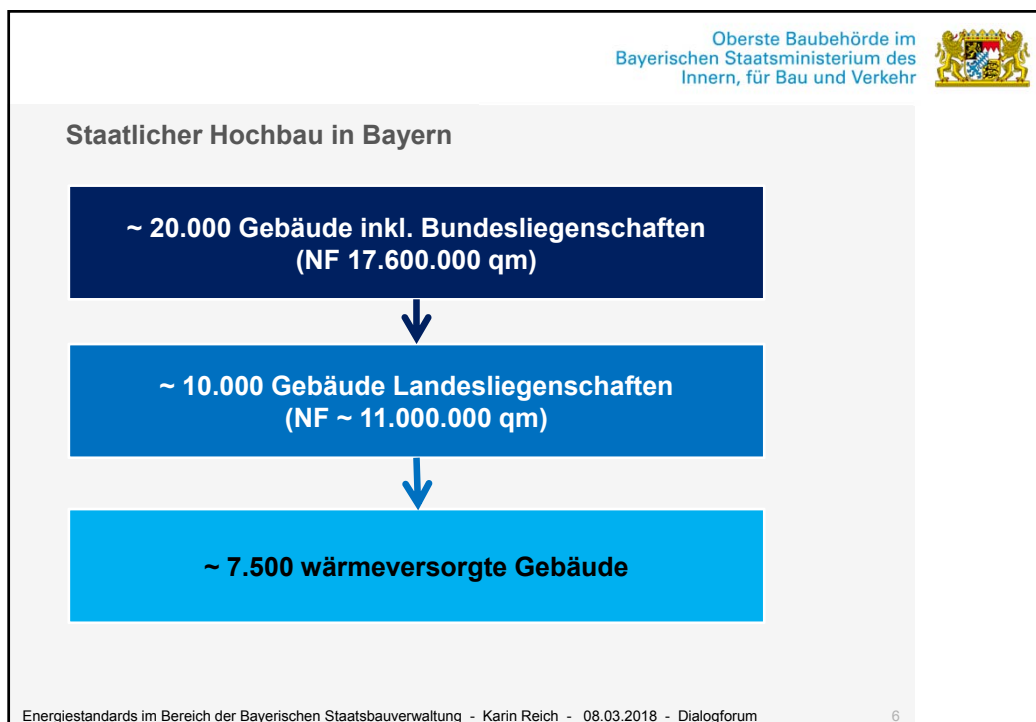 Oberste Baubehörde im
Bayerischen Staatsministerium des
Innern, für Bau und Verkehr
Staatlicher Hochbau in Bayern
~ 20.000 Gebäude inkl. Bundesliegenschaften
(NF 17.600.000 qm)
~ 10.000 Gebäude Landesliegenschaften
(NF ~ 11.000.000 qm)
~ 7.500 wärmeversorgte Gebäude
Energiestandards im Bereich der Bayerischen Staatsbauverwaltung - Karin Reich - 08.03.2018 - Dialogforum 6